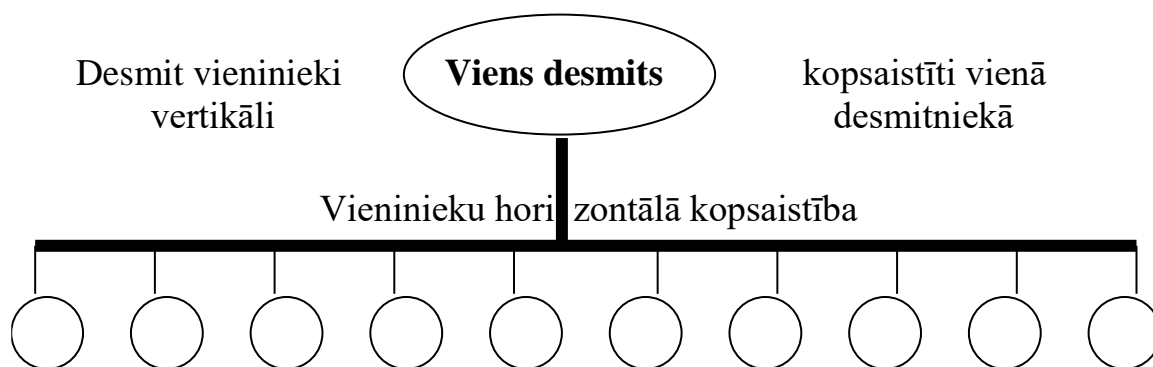 Desmit vieninieki
vertikāli
Viens desmits
kopsaistīti vienā
desmitniekā
Vieninieku horizontālā kopsaistība